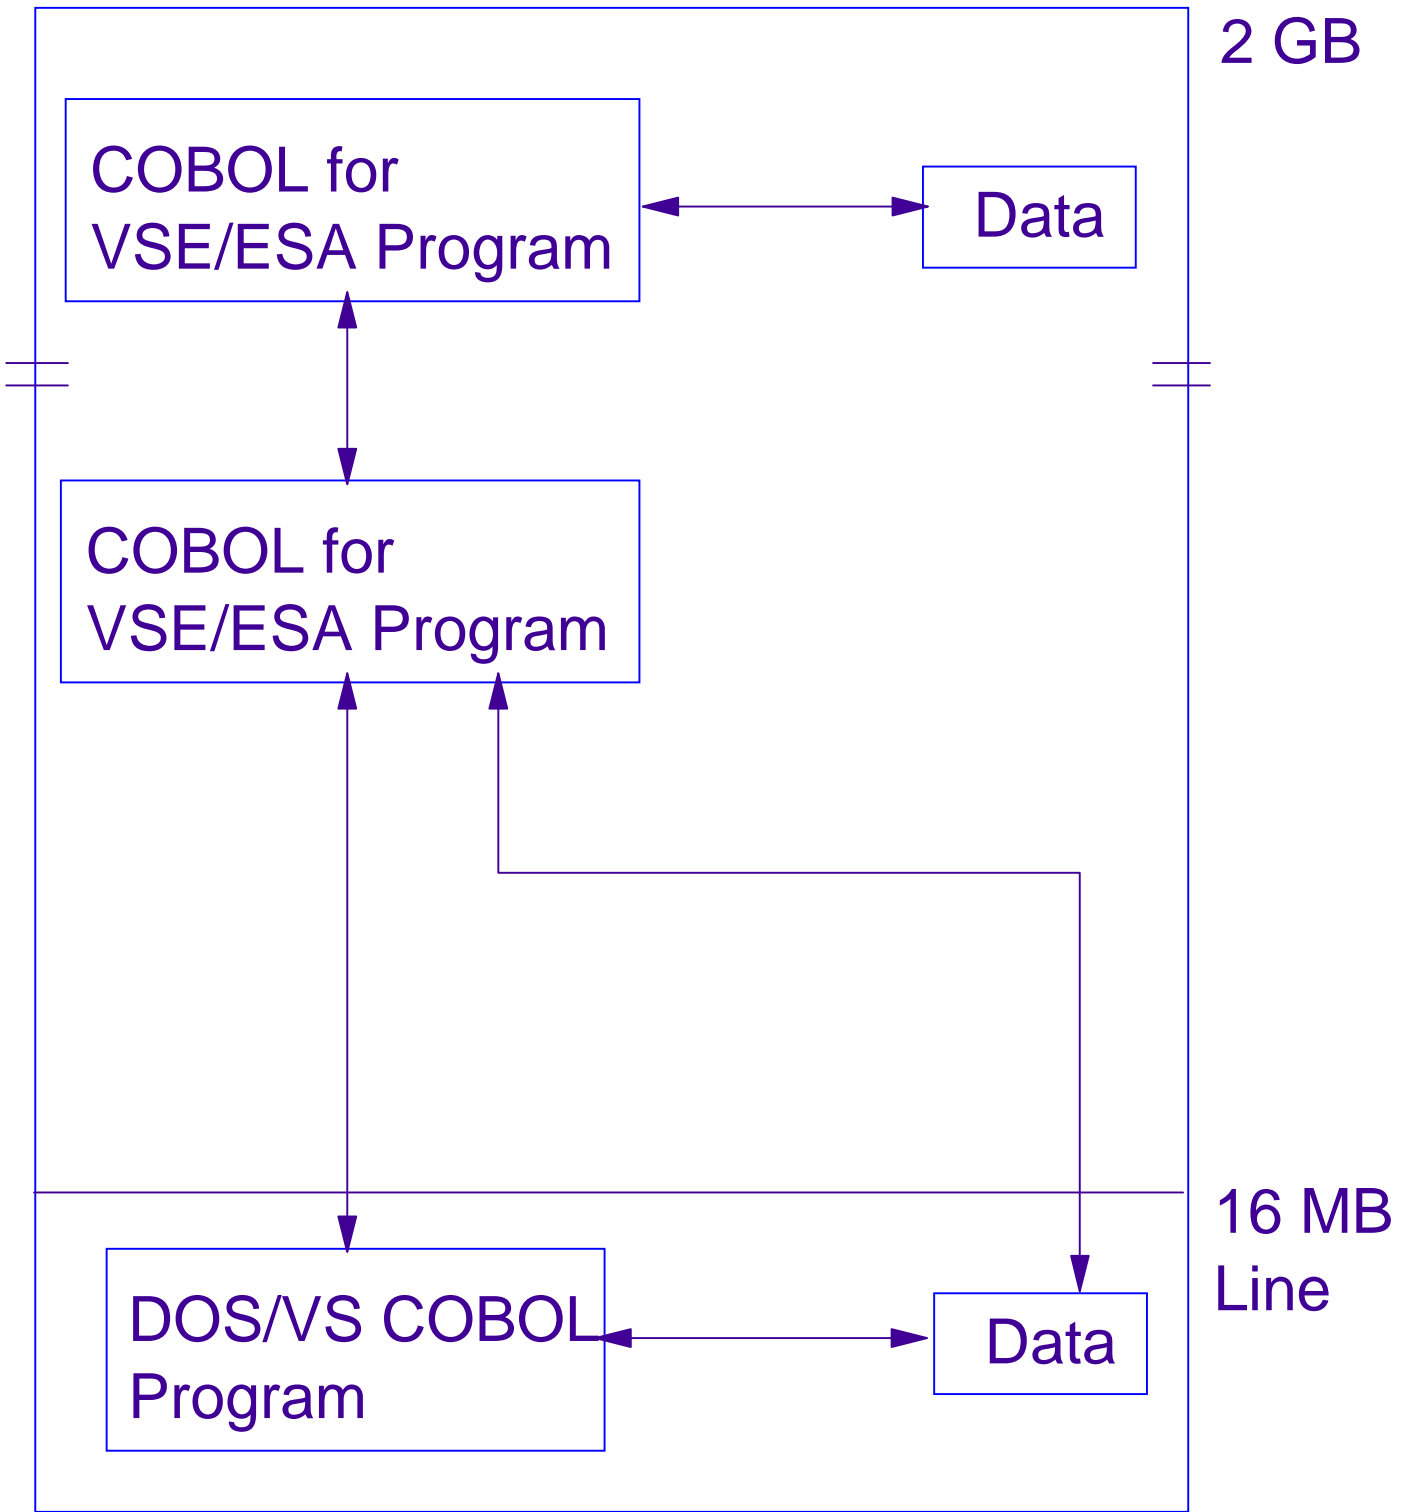 2 GB
COBOL for
VSE/ESA Program
Data
COBOL for
VSE/ESA Program
16 MB
Line
DOS/VS COBOL
Program
Data